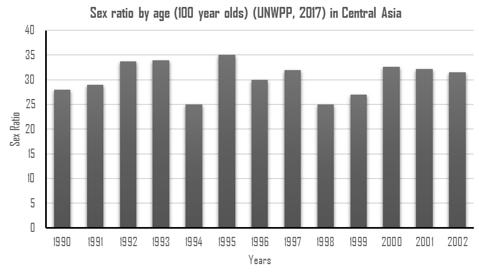 Sex ratio by age (100 year olds) (UNWPP, 2017) in Central Asia
40
35
30
25
20
15
10
5
0
Sex Ratio
1990 1991 1992 1993 1994 1995 1996 1997 1998 1999 2000 2001 2002
Years